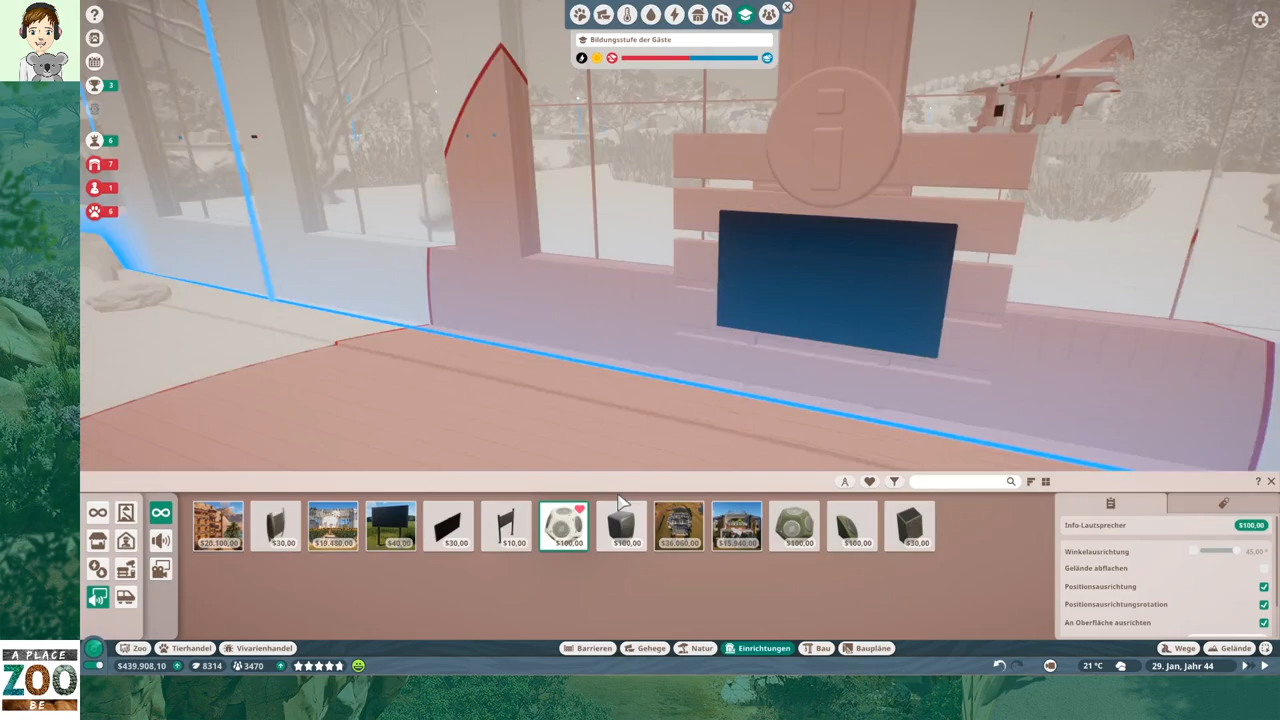 ?
Bildungsstufe der Gäste
3
6
7
1
6
i
$20.100,00
$30,00
$19.480,00
$40,00
$30,00
$10,00
$100,00
$100,00
$36.060,00
$15.940,00
$100,00
$100,00
$30,00
?
Info-Lautsprecher
$100,00
Winkelausrichtung
45,00 °
Gelände abflachen
Positionsausrichtung
Positionsausrichtungsrotation
An Oberfläche ausrichten
Zoo
Tierhandel
Vivarienhandel
Barrieren
Gehege
Natur
Einrichtungen
Bau
Baupläne
Wege
Gelände
$439.908,10
8314
3470
21 °C
29. Jan, Jahr 44
A PLACE
ZOO
BE